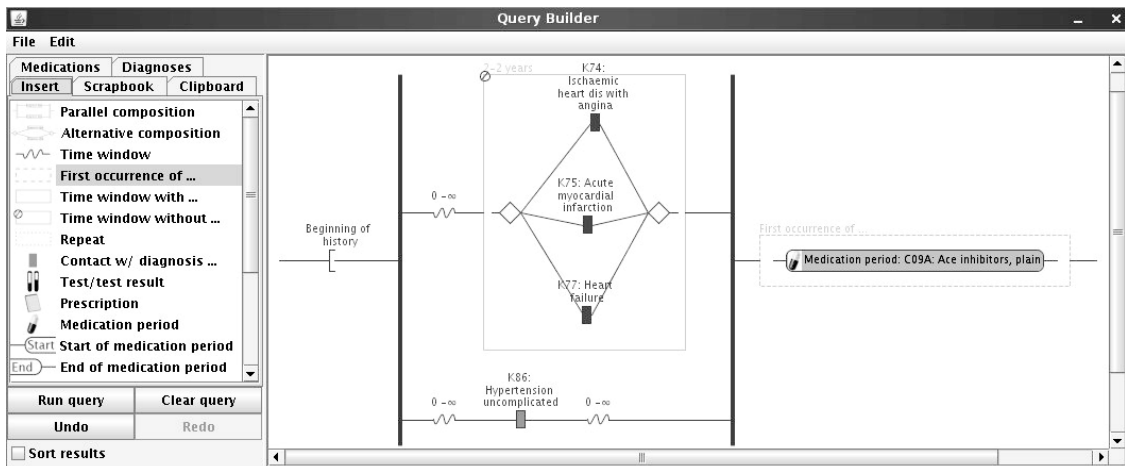 Query Builder
File Edit
Medications Diagnoses
Insert Scrapbook Clipboard
Parallel composition
Alternative composition
Time window
First occurrence of ...
Time window with ...
Time window without ...
Repeat
Contact w/ diagnosis ...
Test/test result
Prescription
Medication period
Start Start of medication period
End End of medication period
Run query Clear query
Undo Redo
Sort results
Beginning of
history
2-2 years
K74:
Ischaemic
heart dis with
angina
0 -∞
K75: Acute
myocardial
infarction
K77: Heart
failure
K86:
Hypertension
uncomplicated
0 -∞
0 -∞
First occurrence of ...
Medication period: C09A: Ace inhibitors, plain